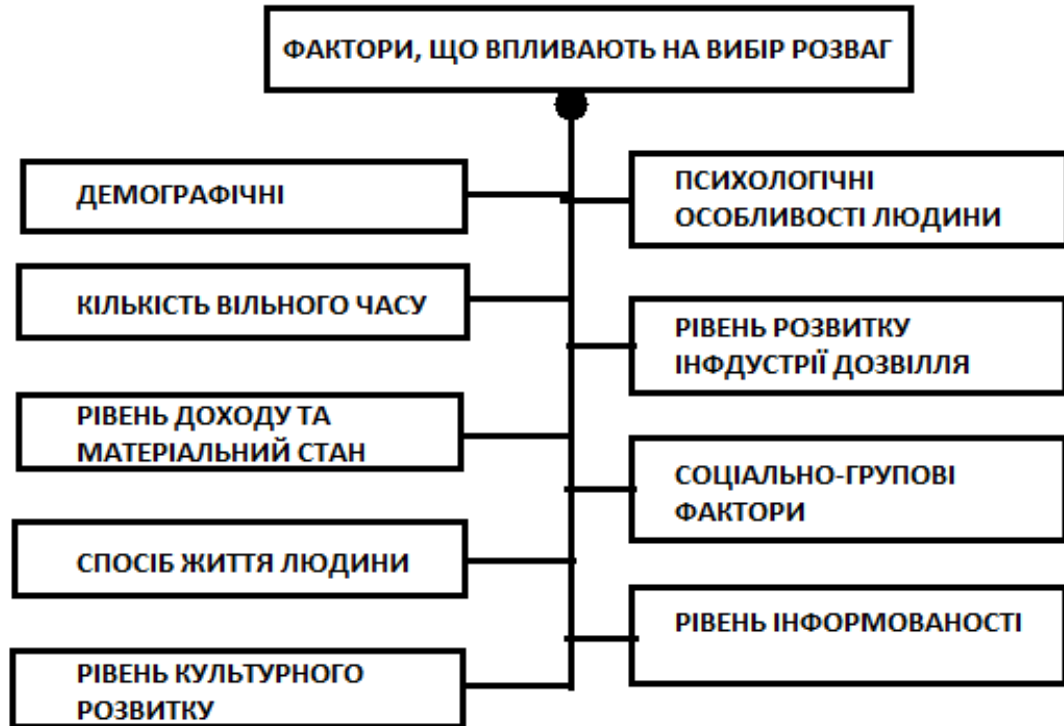 ФАКТОРИ, ЩО ВПЛИВАЮТЬ НА ВИБІР РОЗВАГ
ДЕМОГРАФІЧНІ
КІЛЬКІСТЬ ВІЛЬНОГО ЧАСУ
РІВЕНЬ ДОХОДУ ТА
МАТЕРІАЛЬНИЙ СТАН
СПОСІБ ЖИТТЯ ЛЮДИНИ
РІВЕНЬ КУЛЬТУРНОГО
РОЗВИТКУ
ПСИХОЛОГІЧНІ
ОСОБЛИВОСТІ ЛЮДИНИ
РІВЕНЬ РОЗВИТКУ
ІНФДУСТРІЇ ДОЗВІЛЛЯ
СОЦІАЛЬНО-ГРУПОВІ
ФАКТОРИ
РІВЕНЬ ІНФОРМОВАНОСТІ